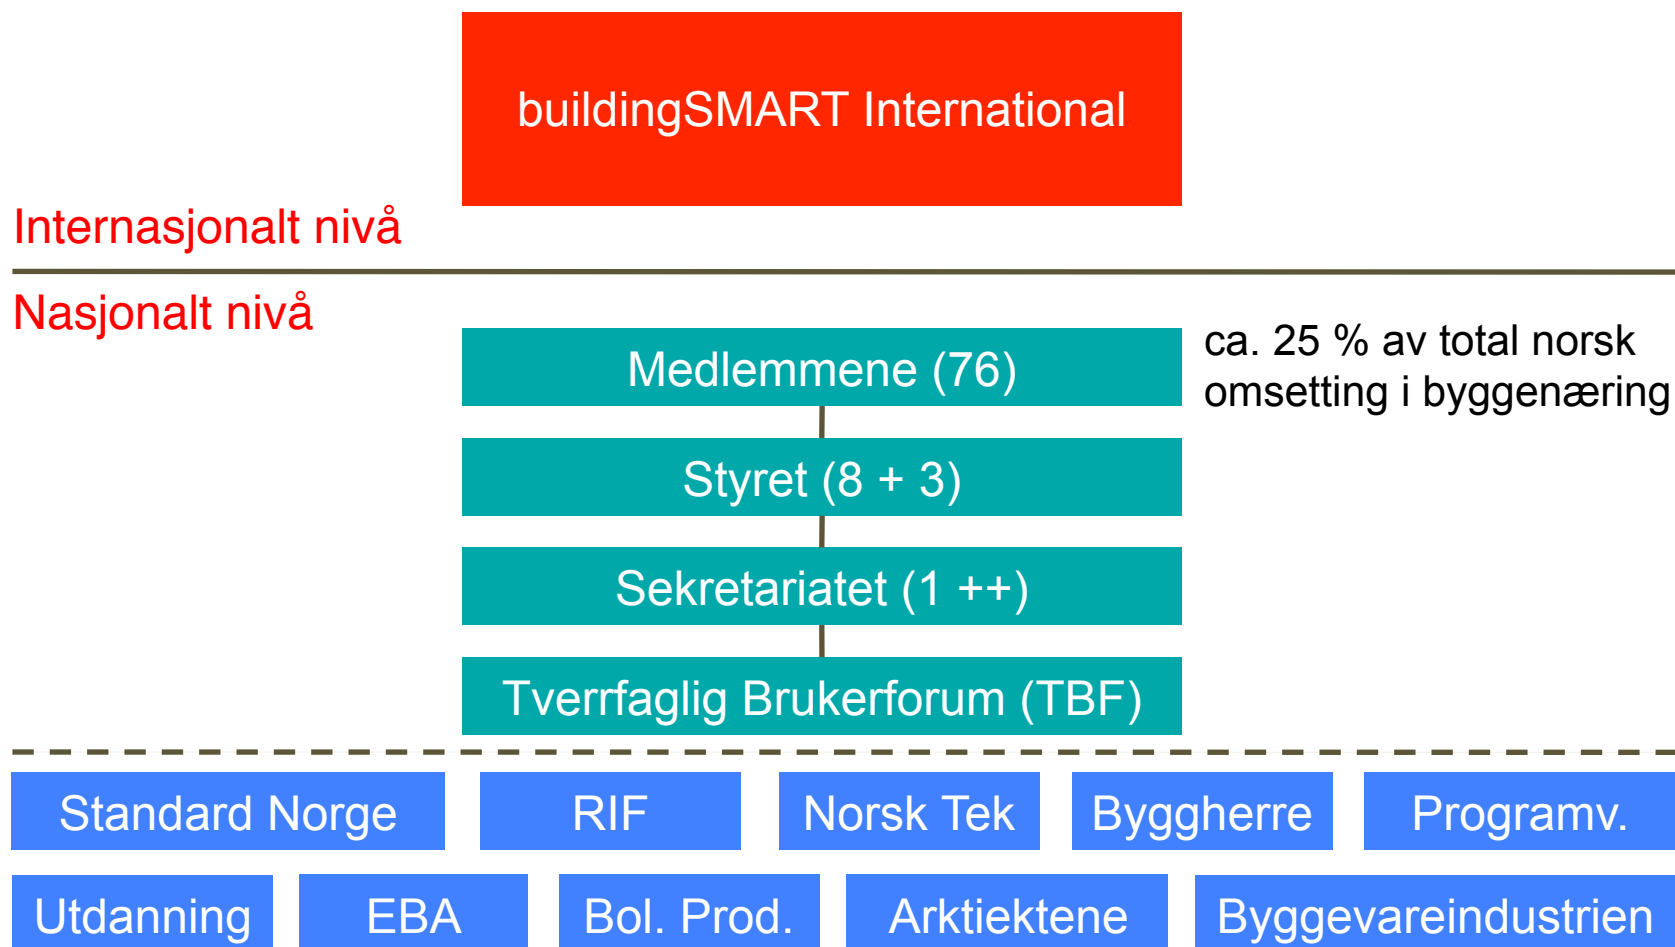 buildingSMART International
Internasjonalt nivå
Nasjonalt nivå
Medlemmene (76)
ca. 25 % av total norsk
omsetting i byggenæring
Styret (8 + 3)
Sekretariatet (1 ++)
Tverrfaglig Brukerforum (TBF)
Standard Norge
RIF
Norsk Tek
Byggherre
Programv.
Utdanning
EBA
Bol. Prod.
Arktiektene
Byggevareindustrien